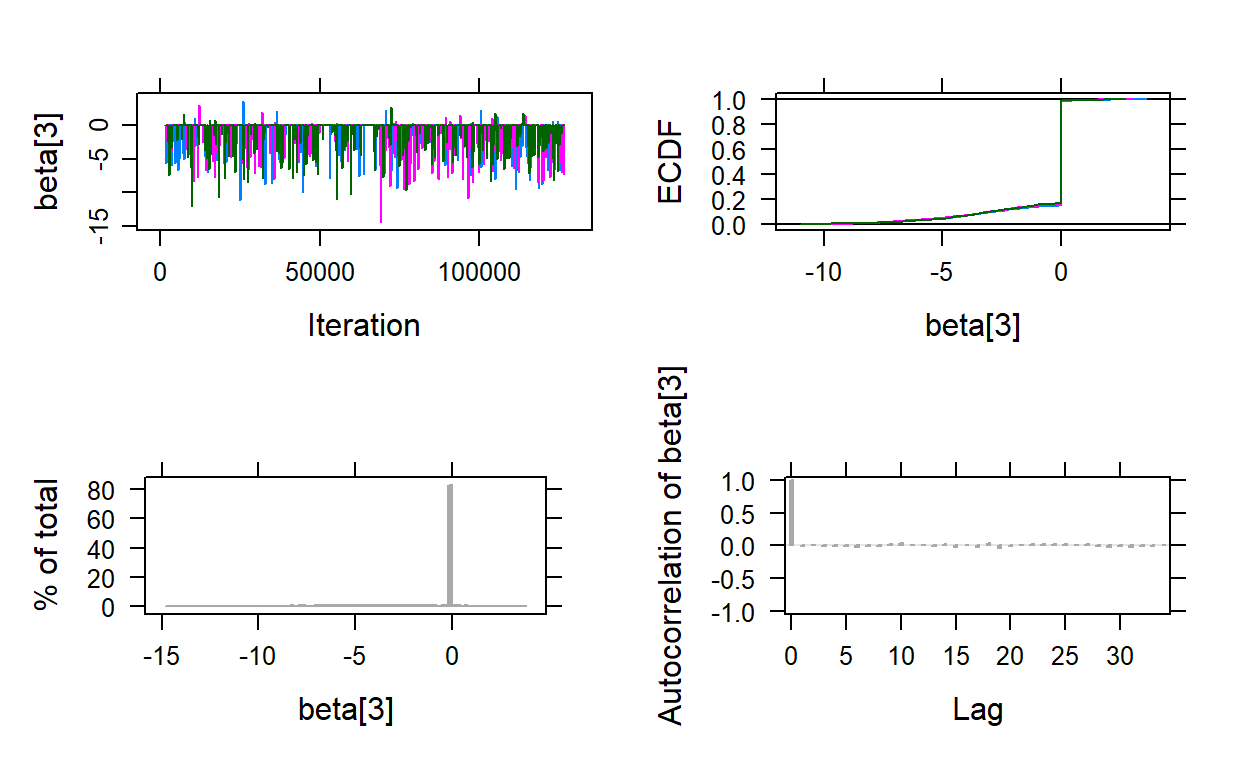 beta[3]
0
-5
-15
0 50000 100000
Iteration
ECDF
1.0
0.8
0.6
0.4
0.2
0.0
-10 -5 0
beta[3]
% of total
80
60
40
20
0
-15 -10 -5 0
beta[3]
Autocorrelation of beta[3]
1.0
0.5
0.0
-0.5
-1.0
0 5 10 15 20 25 30
Lag